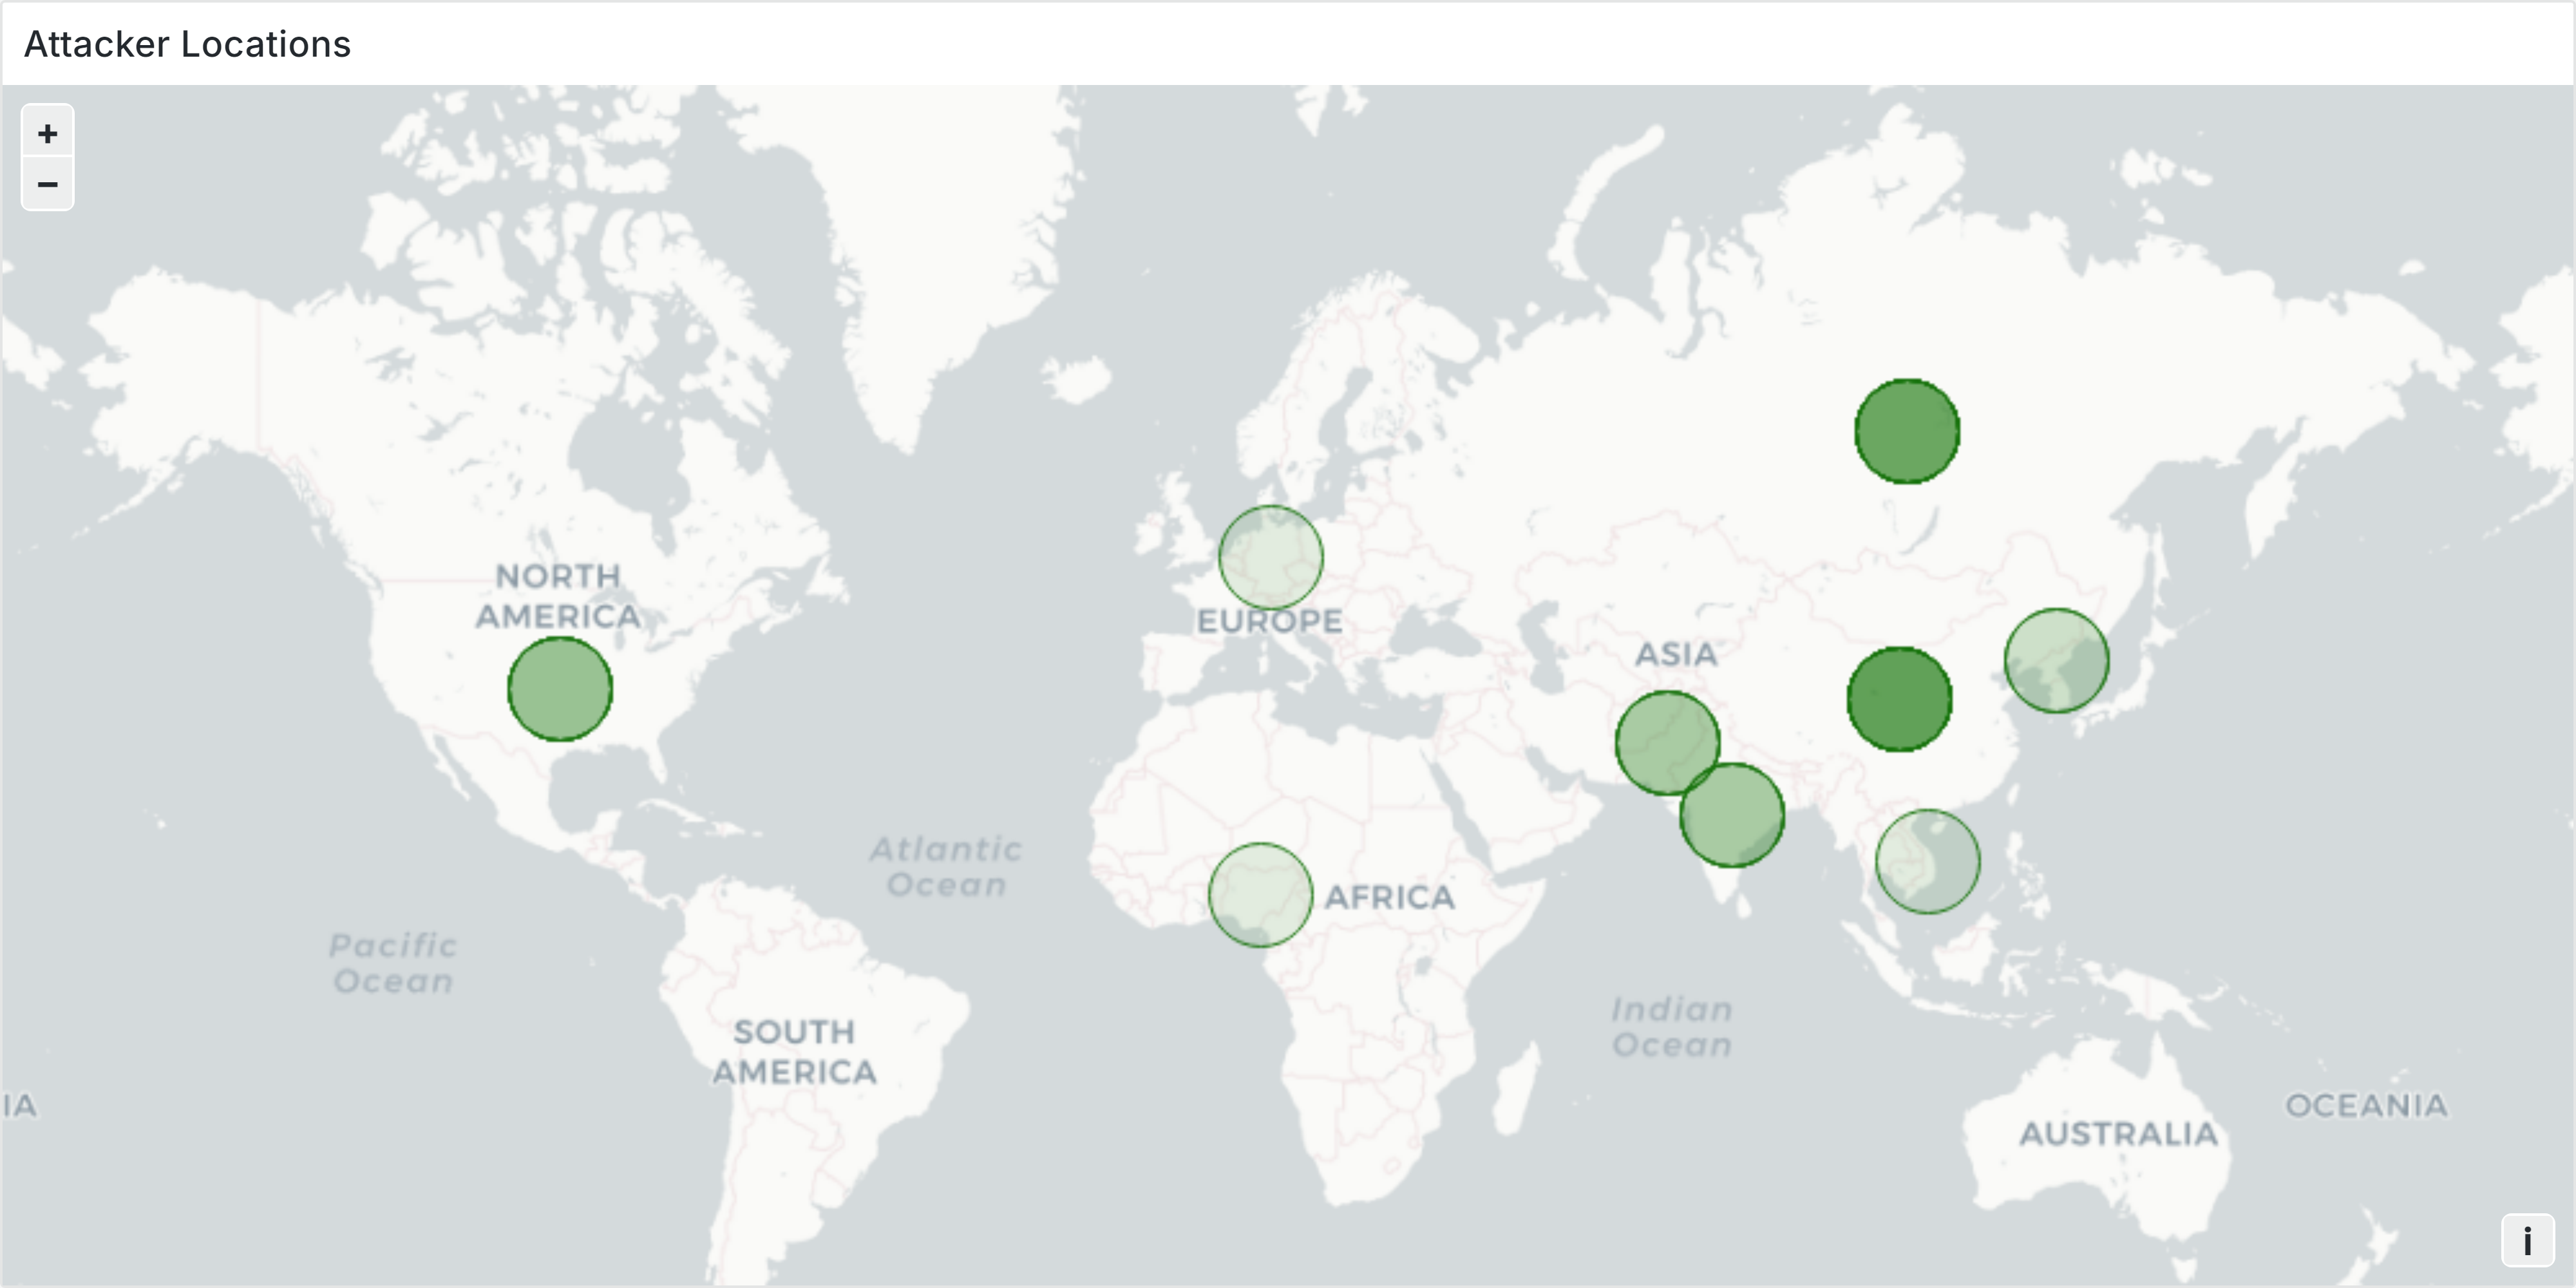 Attacker Locations
+
−
NORTH
AMERICA
EUROPE
ASIA
Atlantic
Ocean
AFRICA
Pacific
Ocean
Indian
Ocean
SOUTH
AMERICA
IA
OCEANIA
AUSTRALIA
i